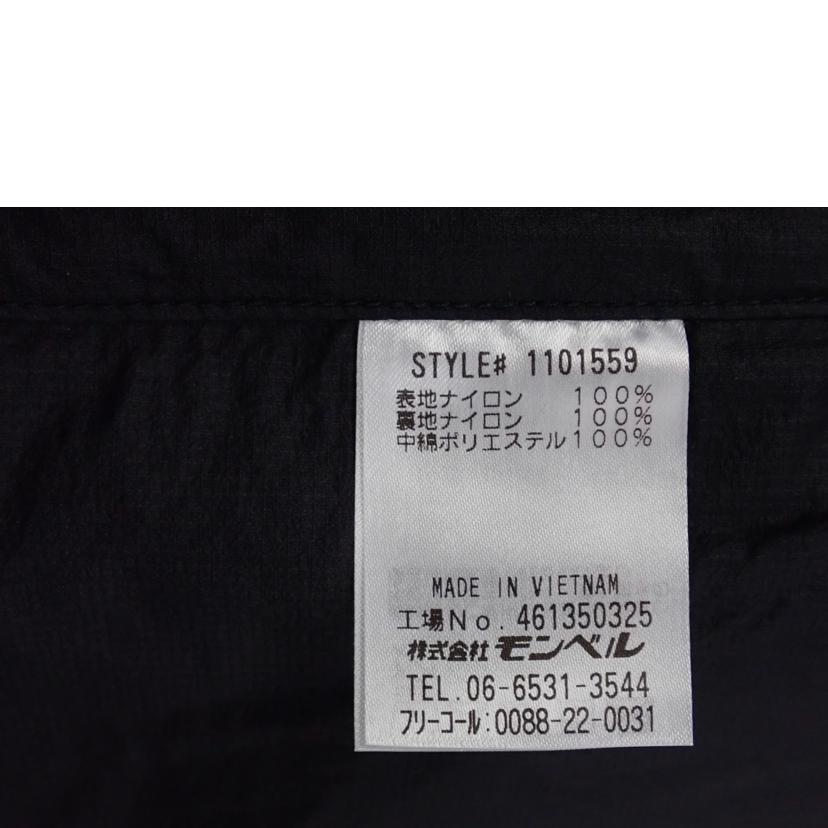 STYLE# 1101559
表地ナイロン 100%
裏地ナイロン 100%
中綿ポリエステル100%
MADE IN VIETNAM
工場No. 461350325
株式会社モンベル
TEL.06-6531-3544
フリーコール:0088-22-0031